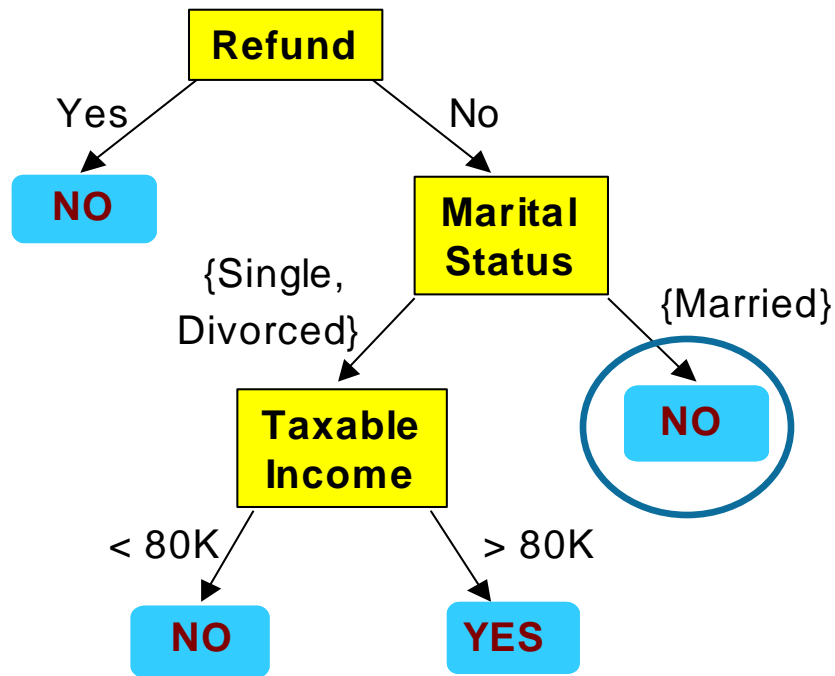 Refund
Yes
No
NO
Marital
Status
{Single,
Divorced}
{Married}
Taxable
Income
NO
< 80K
> 80K
NO
YES